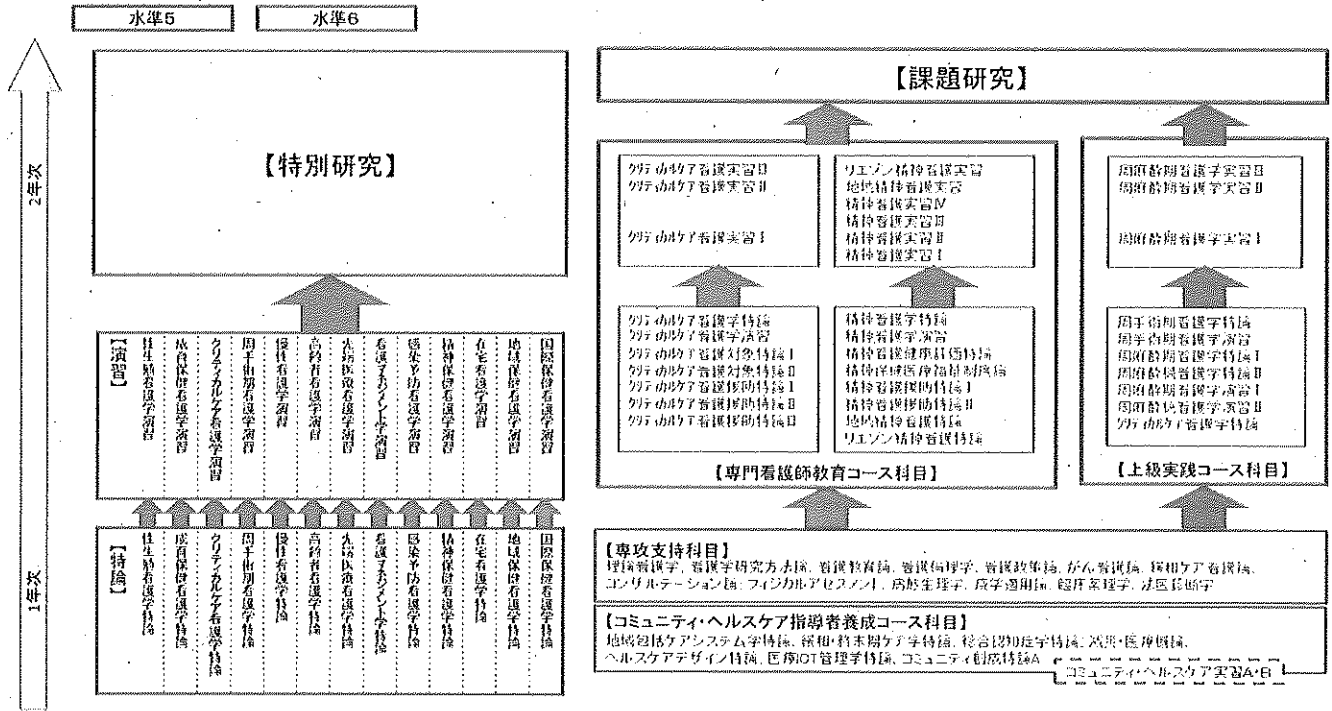 水準5
水準6
2年次
1年次
【特別研究】
【演習】
性生殖看護学演習
成育保健看護学演習
クリティカルケア看護学演習
周手術期看護学演習
慢性看護学演習
高齢者看護学演習
先端医療看護学演習
看護マネジメント学演習
感染予防看護学演習
精神保健看護学演習
在宅看護学演習
地域保健看護学演習
国際保健看護学演習
【特論】
性生殖看護学特論
成育保健看護学特論
クリティカルケア看護学特論
周手術期看護学特論
慢性看護学特論
高齢者看護学特論
先端医療看護学特論
看護マネジメント学特論
感染予防看護学特論
精神保健看護学特論
在宅看護学特論
地域保健看護学特論
国際保健看護学特論
【課題研究】
クリティカルケア看護実習Ⅲ
クリティカルケア看護実習Ⅱ
クリティカルケア看護実習Ⅰ
リエゾン精神看護実習
地域精神看護実習
精神看護実習Ⅳ
精神看護実習Ⅲ
精神看護実習Ⅱ
精神看護実習Ⅰ
周麻酔期看護学実習Ⅲ
周麻酔期看護学実習Ⅱ
周麻酔期看護学実習Ⅰ
クリティカルケア看護学特論
クリティカルケア看護学演習
クリティカルケア看護対象特論Ⅰ
クリティカルケア看護対象特論Ⅱ
クリティカルケア看護援助特論Ⅰ
クリティカルケア看護援助特論Ⅱ
クリティカルケア看護援助特論Ⅲ
精神看護学特論
精神看護学演習
精神看護健康評価特論
精神保健医療福祉制度論
精神看護援助特論Ⅰ
精神看護援助特論Ⅱ
地域精神看護特論
リエゾン精神看護特論
周手術期看護学特論
周手術期看護学演習
周麻酔期看護学特論Ⅰ
周麻酔期看護学特論Ⅱ
周麻酔期看護学演習Ⅰ
周麻酔期看護学演習Ⅱ
クリティカルケア看護学特論
【専門看護師教育コース科目】
【上級実践コース科目】
【専攻支持科目】
理論看護学、看護学研究方法論、看護教育論、看護倫理学、看護政策論、がん看護論、緩和ケア看護論、
コンサルテーション論、フィジカルアセスメント、病態生理学、疫学適用論、臨床薬理学、法医診断学
【コミュニティ・ヘルスケア指導者養成コース科目】
地域包括ケアシステム学特論、緩和・終末期ケア学特論、総合認知症学特論、災害・医療概論、
ヘルスケアデザイン特論、医療IOT管理学特論、コミュニティ創成特論A
コミュニティ・ヘルスケア実習A・B